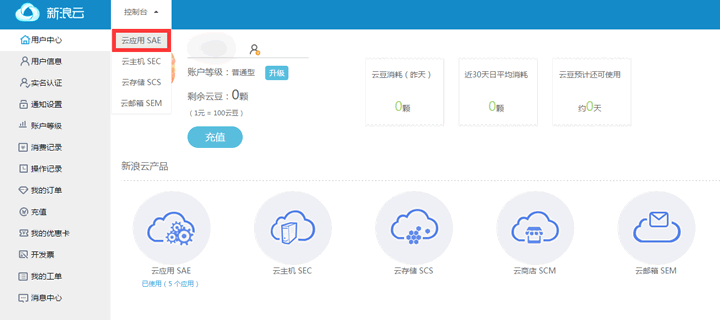 新浪云
控制台
云应用 SAE
云主机 SEC
云存储 SCS
云邮箱 SEM
用户中心
用户信息
实名认证
通知设置
账户等级
消费记录
操作记录
我的订单
充值
我的优惠卡
开发票
我的工单
消息中心
账户等级：普通型
升级
剩余云豆：0颗
（1元 = 100云豆）
充值
云豆消耗（昨天）
0颗
近30天日平均消耗
0颗
云豆预计还可使用
约0天
新浪云产品
云应用 SAE
已使用（5 个应用）
云主机 SEC
云存储 SCS
云商店 SCM
云邮箱 SEM